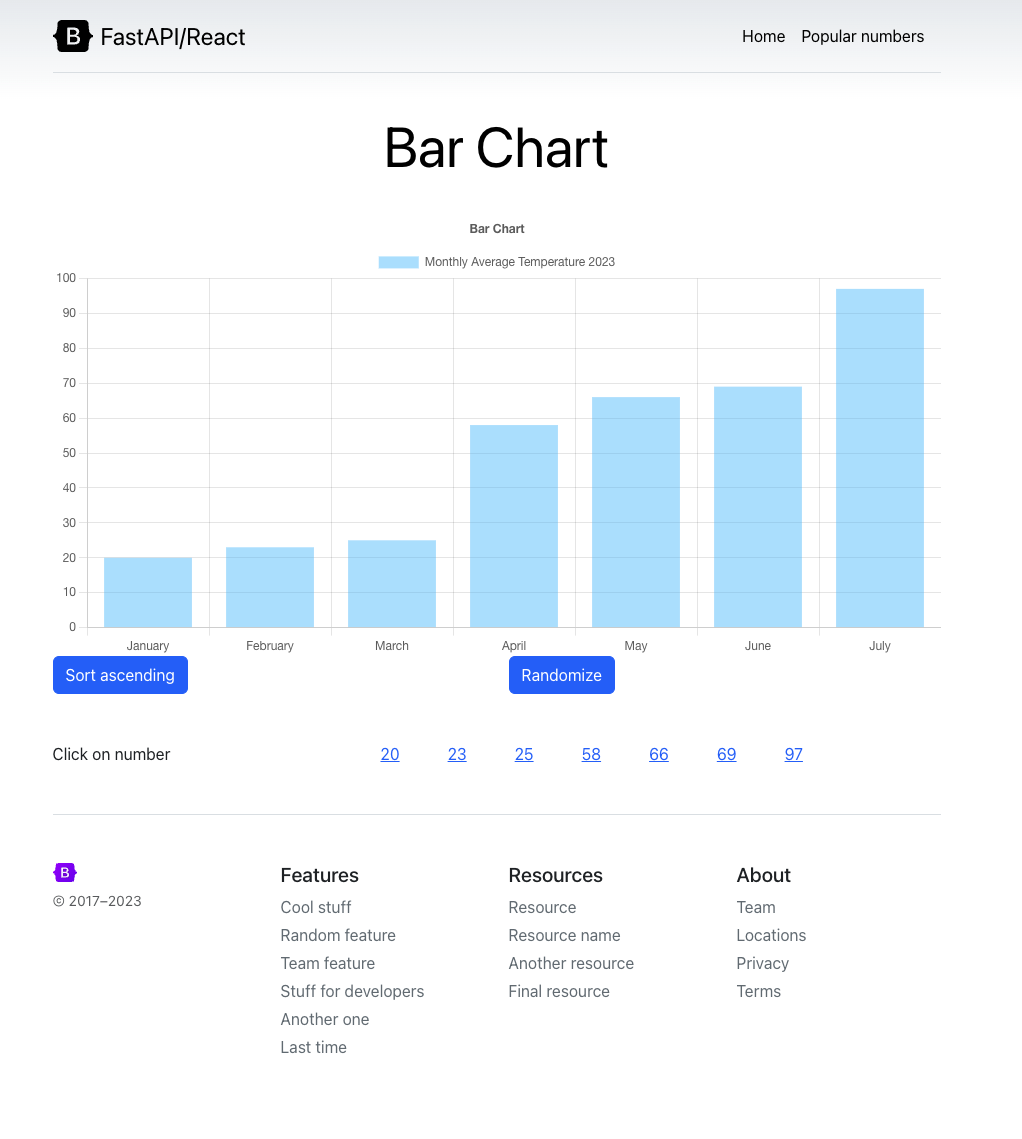 B FastAPI/React Home Popular numbers
Bar Chart
Bar Chart
Monthly Average Temperature 2023
100
90
80
70
60
50
40
30
20
10
0
January February March April May June July
Sort ascending Randomize
Click on number 20 23 25 58 66 69 97
B
© 2017–2023
Features
Cool stuff
Random feature
Team feature
Stuff for developers
Another one
Last time
Resources
Resource
Resource name
Another resource
Final resource
About
Team
Locations
Privacy
Terms